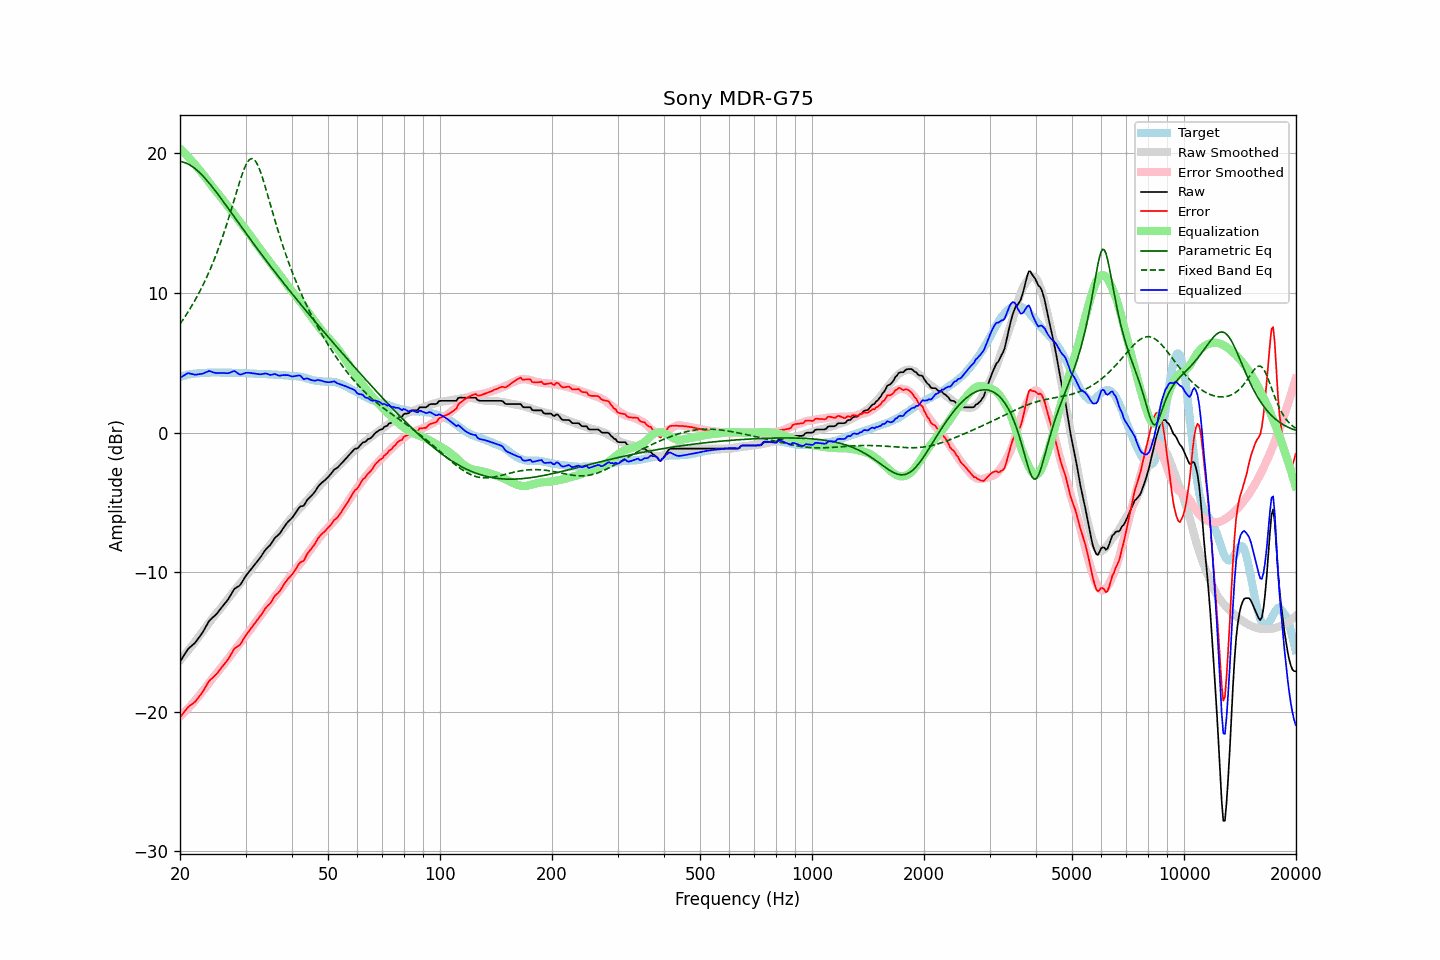 Sony MDR-G75
Amplitude (dBr)
20
10
0
−10
−20
−30
Target
Raw Smoothed
Error Smoothed
Raw
Error
Equalization
Parametric Eq
Fixed Band Eq
Equalized
20 50 100 200 500 1000 2000 5000 10000 20000
Frequency (Hz)